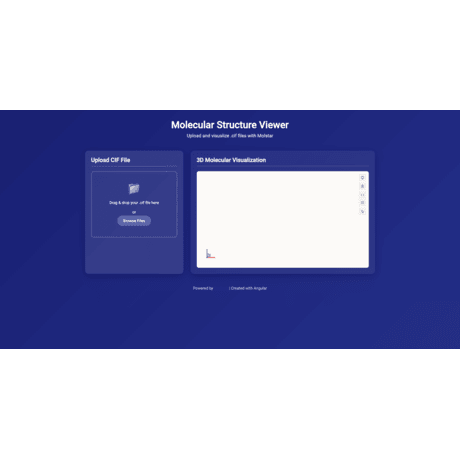 Molecular Structure Viewer
Upload and visualize .cif files with Molstar
Upload CIF File
Drag & drop your .cif file here
or
Browse Files
3D Molecular Visualization
Powered by
| Created with Angular